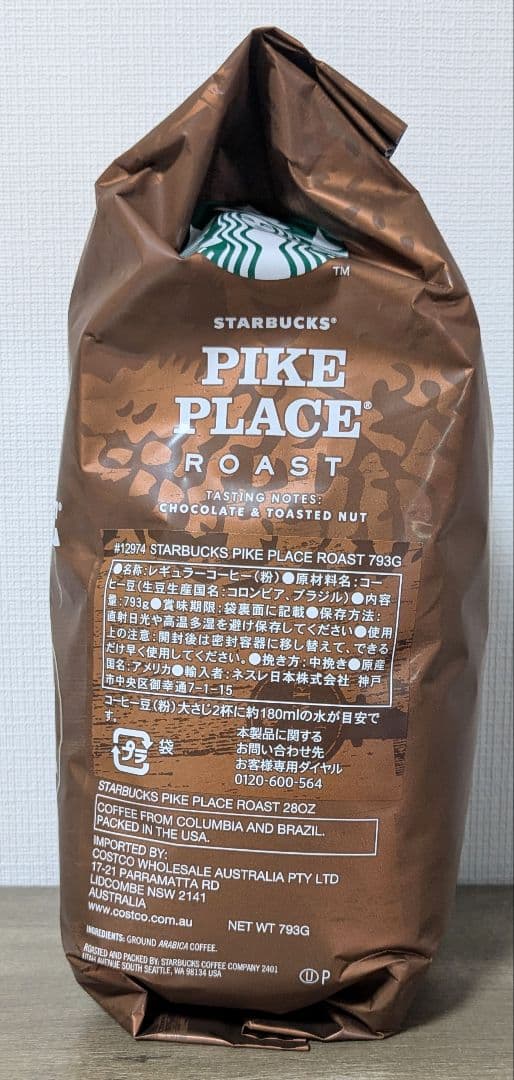 TM
STARBUCKS®
PIKE
PLACE®
ROAST
TASTING NOTES:
CHOCOLATE & TOASTED NUT
#12974 STARBUCKS PIKE PLACE ROAST 793G
●名称:レギュラーコーヒー(粉)●原材料名:コー
ヒー豆(生豆生産国名:コロンビア、ブラジル)●内容
量:793g●賞味期限:袋裏面に記載●保存方法:
直射日光や高温多湿を避け保存してください●使用
上の注意:開封後は密封容器に移し替えて、できる
だけ早く使用してください。●挽き方:中挽き●原産
国名:アメリカ●輸入者:ネスレ日本株式会社 神戸
市中央区御幸通7-1-15
コーヒー豆(粉)大さじ2杯に約180mlの水が目安で
す。
プラ
袋
本製品に関する
お問い合わせ先
お客様専用ダイヤル
0120-600-564
STARBUCKS PIKE PLACE ROAST 28OZ
COFFEE FROM COLUMBIA AND BRAZIL.
PACKED IN THE USA.
IMPORTED BY:
COSTCO WHOLESALE AUSTRALIA PTY LTD
17-21 PARRAMATTA RD
LIDCOMBE NSW 2141
AUSTRALIA
www.costco.com.au
NET WT 793G
INGREDIENTS: GROUND ARABICA COFFEE.
ROASTED AND PACKED BY: STARBUCKS COFFEE COMPANY 2401
UTAH AVENUE SOUTH SEATTLE, WA 98134 USA
Ⓤ P